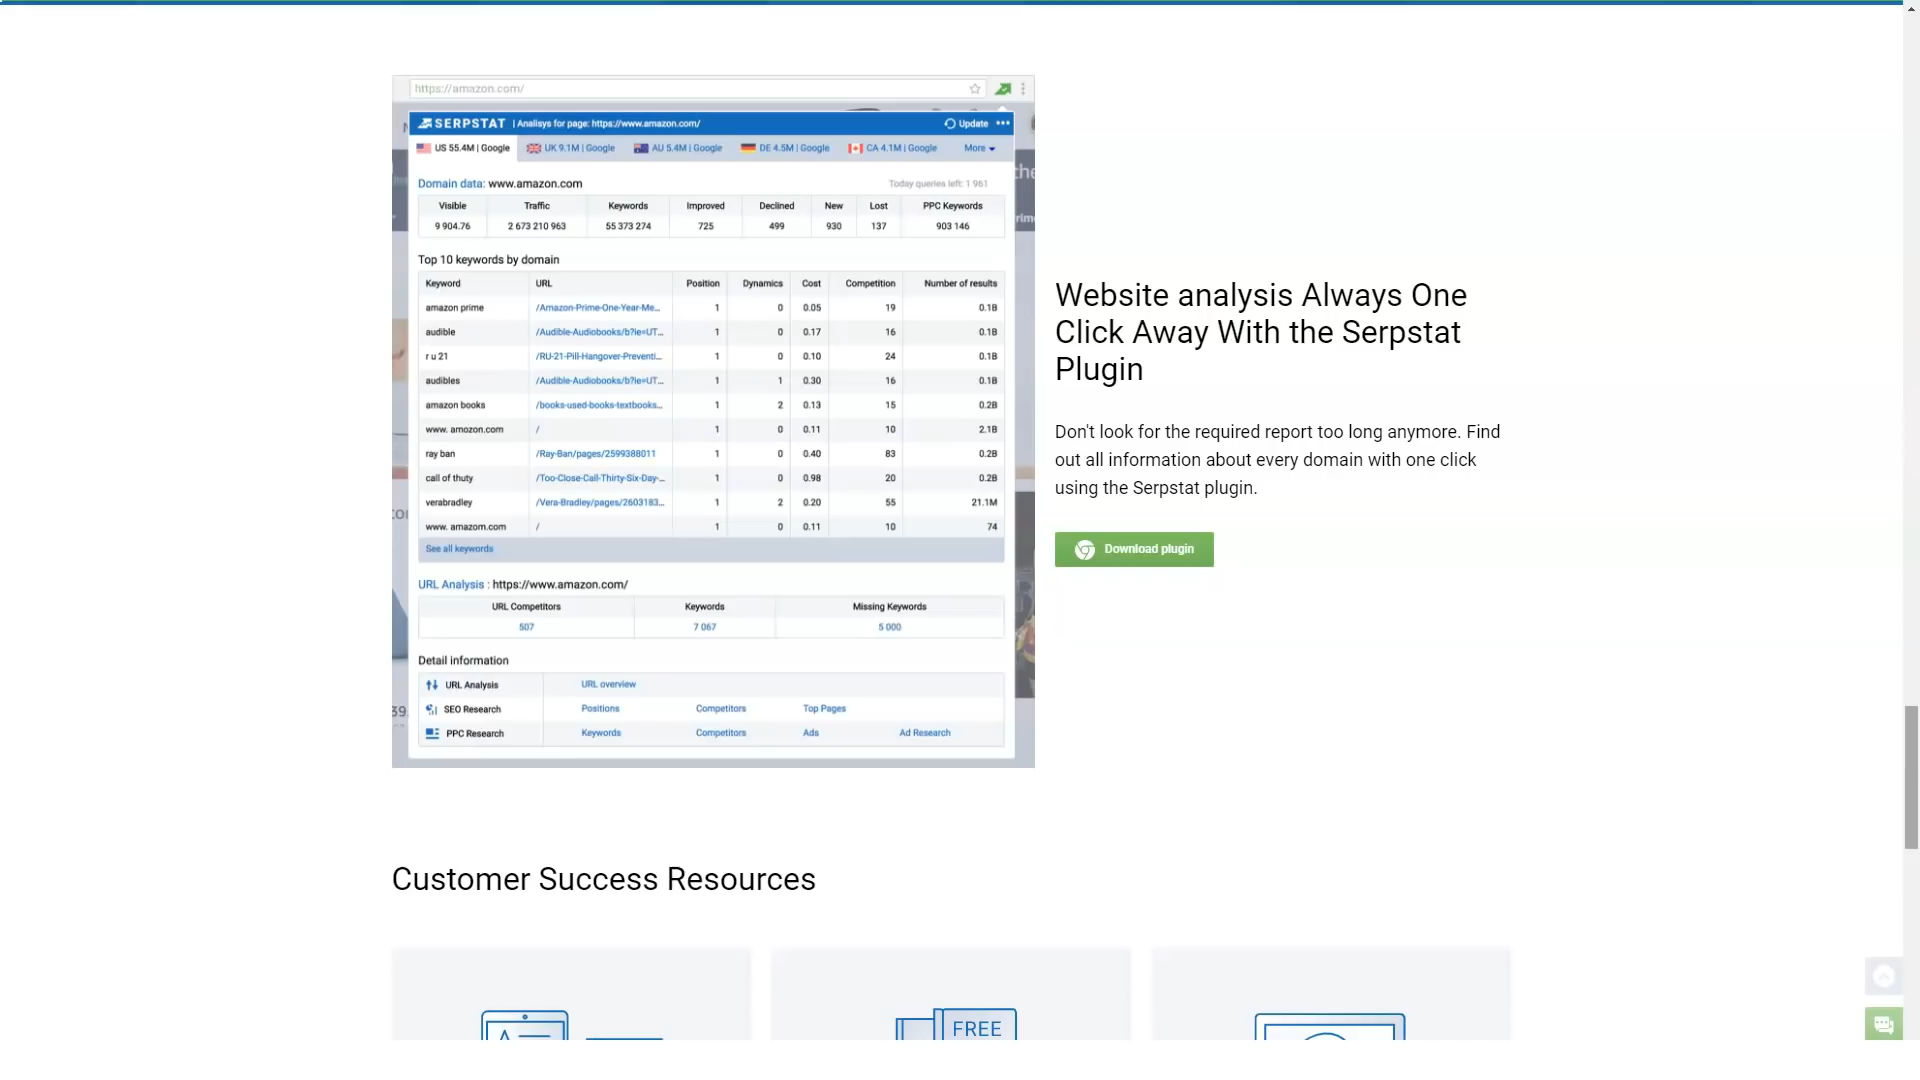 https://amazon.com/
SERPSTAT | Analisys for page: https://www.amazon.com/ Update
US 55.4M | Google UK 9.1M | Google AU 5.4M | Google DE 4.5M | Google CA 4.1M | Google More
Domain data: www.amazon.com Today queries left: 1 961
Visible Traffic Keywords Improved Declined New Lost PPC Keywords
9 904.76 2 673 210 963 55 373 274 725 499 930 137 903 146
Top 10 keywords by domain
Keyword URL Position Dynamics Cost Competition Number of results
amazon prime /Amazon-Prime-One-Year-Me... 1 0 0.05 19 0.1B
audible /Audible-Audiobooks/b?ie=UT... 1 0 0.17 16 0.1B
r u 21 /RU-21-Pill-Hangover-Preventi... 1 0 0.10 24 0.1B
audibles /Audible-Audiobooks/b?ie=UT... 1 1 0.30 16 0.1B
amazon books /books-used-books-textbooks... 1 2 0.13 15 0.2B
www. amozon.com / 1 0 0.11 10 2.1B
ray ban /Ray-Ban/pages/2599388011 1 0 0.40 83 0.2B
call of thuty /Too-Close-Call-Thirty-Six-Day-... 1 0 0.98 20 0.2B
verabradley /Vera-Bradley/pages/2603183... 1 2 0.20 55 21.1M
www. amazom.com / 1 0 0.11 10 74
See all keywords
URL Analysis : https://www.amazon.com/
URL Competitors Keywords Missing Keywords
507 7 067 5 000
Detail information
URL Analysis URL overview
SEO Research Positions Competitors Top Pages
PPC Research Keywords Competitors Ads Ad Research
Website analysis Always One
Click Away With the Serpstat
Plugin
Don't look for the required report too long anymore. Find
out all information about every domain with one click
using the Serpstat plugin.
Download plugin
Customer Success Resources
FREE